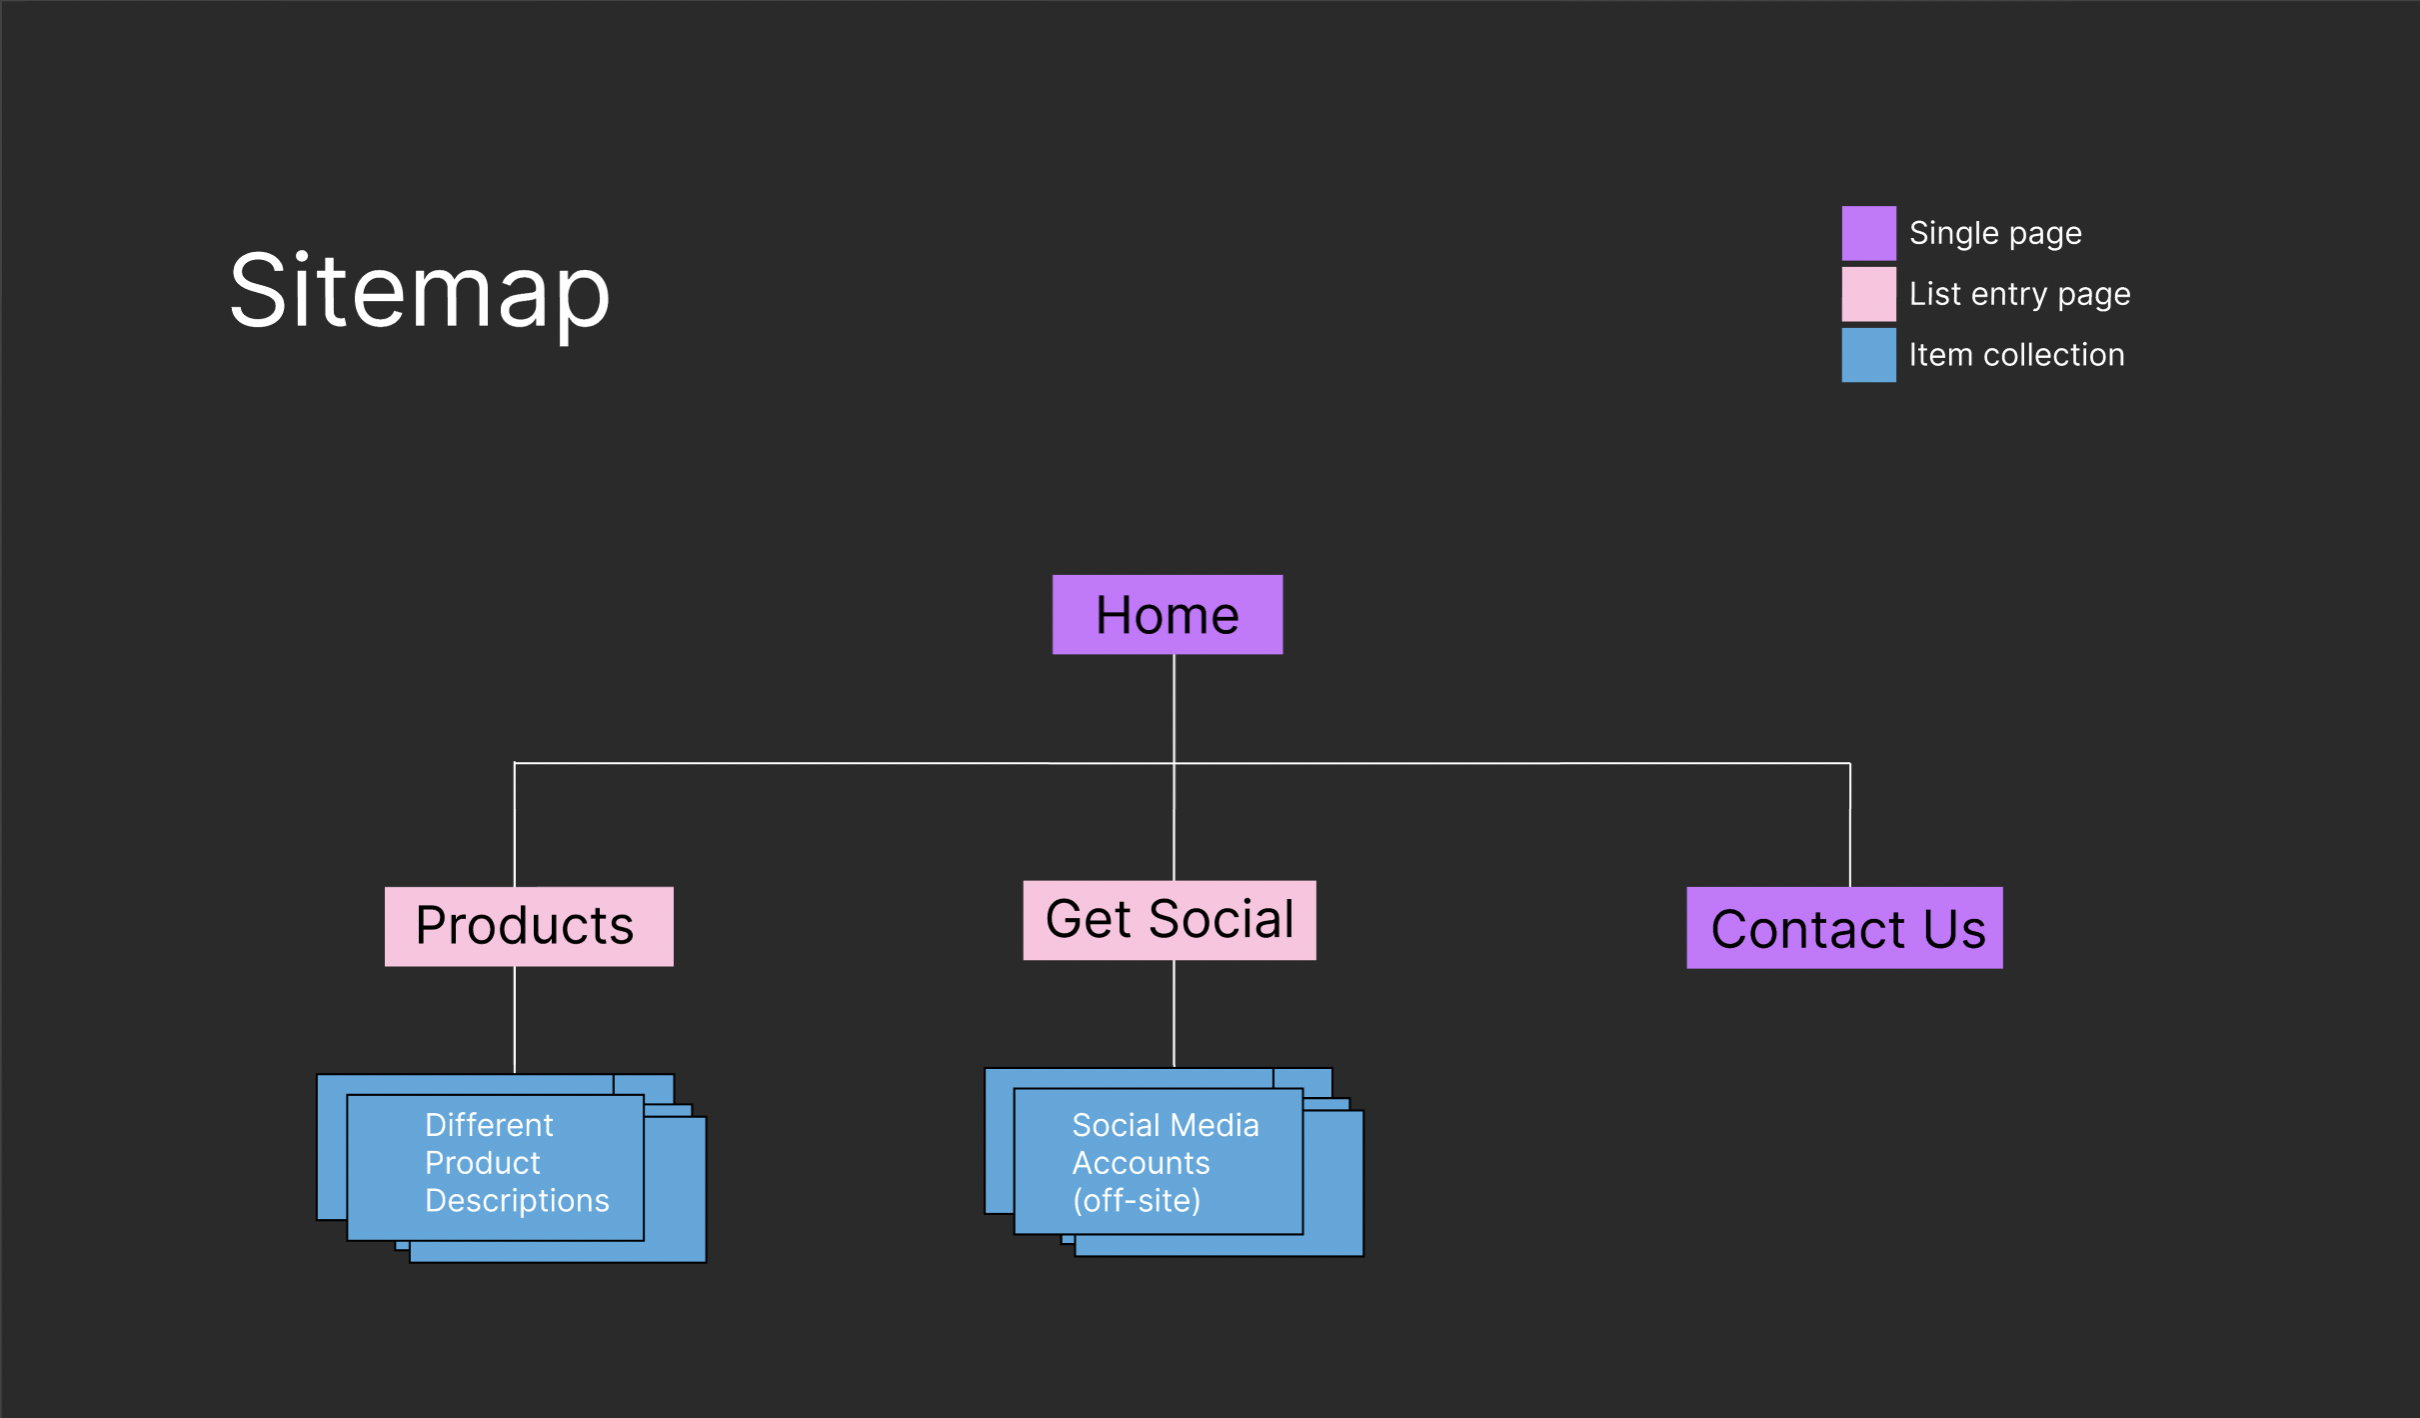 Sitemap
Single page
List entry page
Item collection
Home
Products
Get Social
Contact Us
Different
Product
Descriptions
Social Media
Accounts
(off-site)